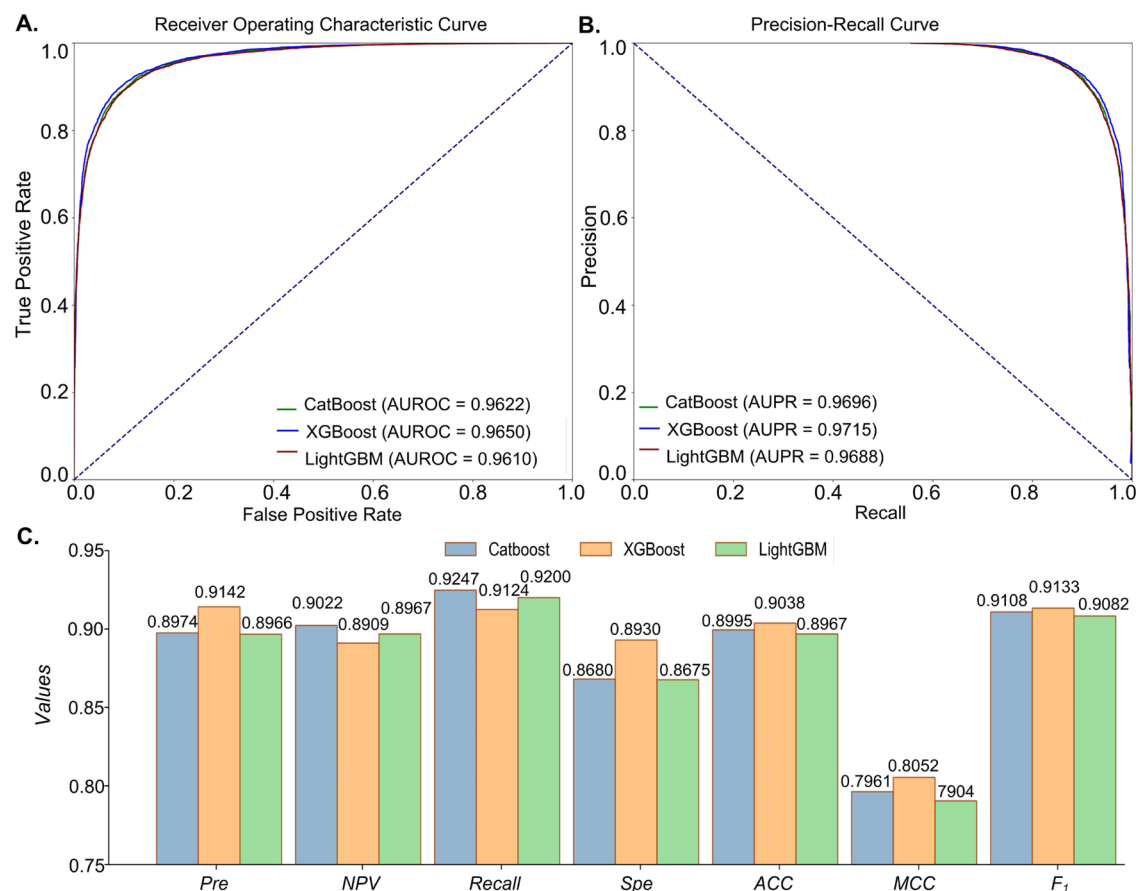 A.
Receiver Operating Characteristic Curve
1.0
0.8
0.6
0.4
0.2
0.0
True Positive Rate
CatBoost (AUROC = 0.9622)
XGBoost (AUROC = 0.9650)
LightGBM (AUROC = 0.9610)
0.0 0.2 0.4 0.6 0.8 1.0
False Positive Rate
B.
Precision-Recall Curve
1.0
0.8
0.6
0.4
0.2
0.0
Precision
CatBoost (AUPR = 0.9696)
XGBoost (AUPR = 0.9715)
LightGBM (AUPR = 0.9688)
0.0 0.2 0.4 0.6 0.8 1.0
Recall
C.
Catboost XGBoost LightGBM
0.95
0.90
0.85
0.80
0.75
Values
0.8974 0.9142 0.8966
0.9022 0.8909 0.8967
0.9247 0.9124 0.9200
0.8680 0.8930 0.8675
0.8995 0.9038 0.8967
0.7961 0.8052 7904
0.9108 0.9133 0.9082
Pre NPV Recall Spe ACC MCC F₁